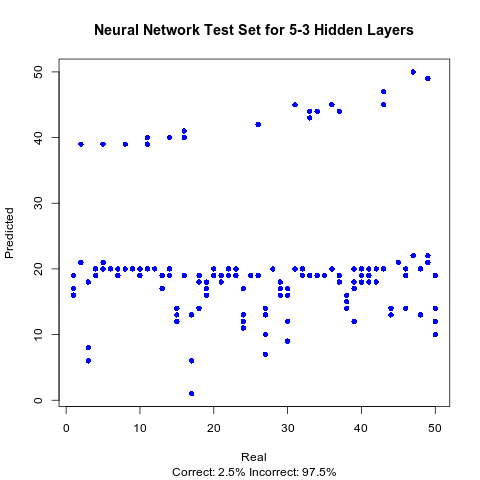 Neural Network Test Set for 5-3 Hidden Layers
Predicted
50
40
30
20
10
0
0 10 20 30 40 50
Real
Correct: 2.5% Incorrect: 97.5%